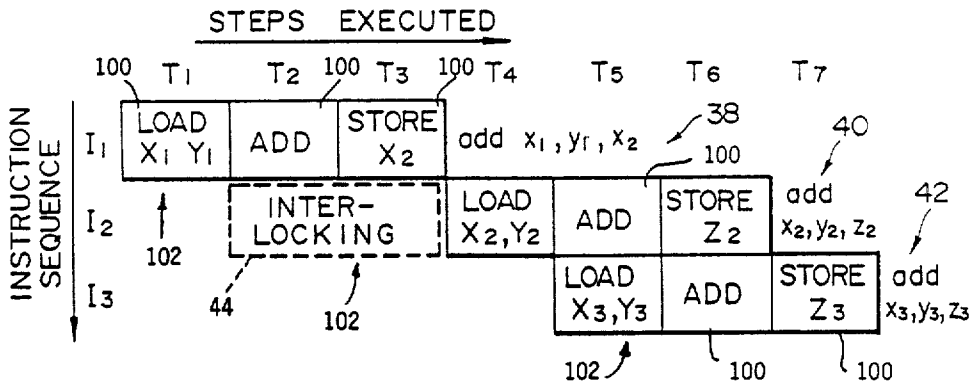 STEPS EXECUTED
100 T1 T2 100 T3 100 T4 T5 T6 T7
INSTRUCTION SEQUENCE
I1
LOAD
X1 Y1
ADD
STORE
X2
add x1, y1, x2
38
100
40
I2
INTER-
LOCKING
LOAD
X2,Y2
ADD
STORE
Z2
add
x2, y2, z2
42
102
44
102
I3
LOAD
X3,Y3
ADD
STORE
Z3
add
x3,y3,z3
102
100
100